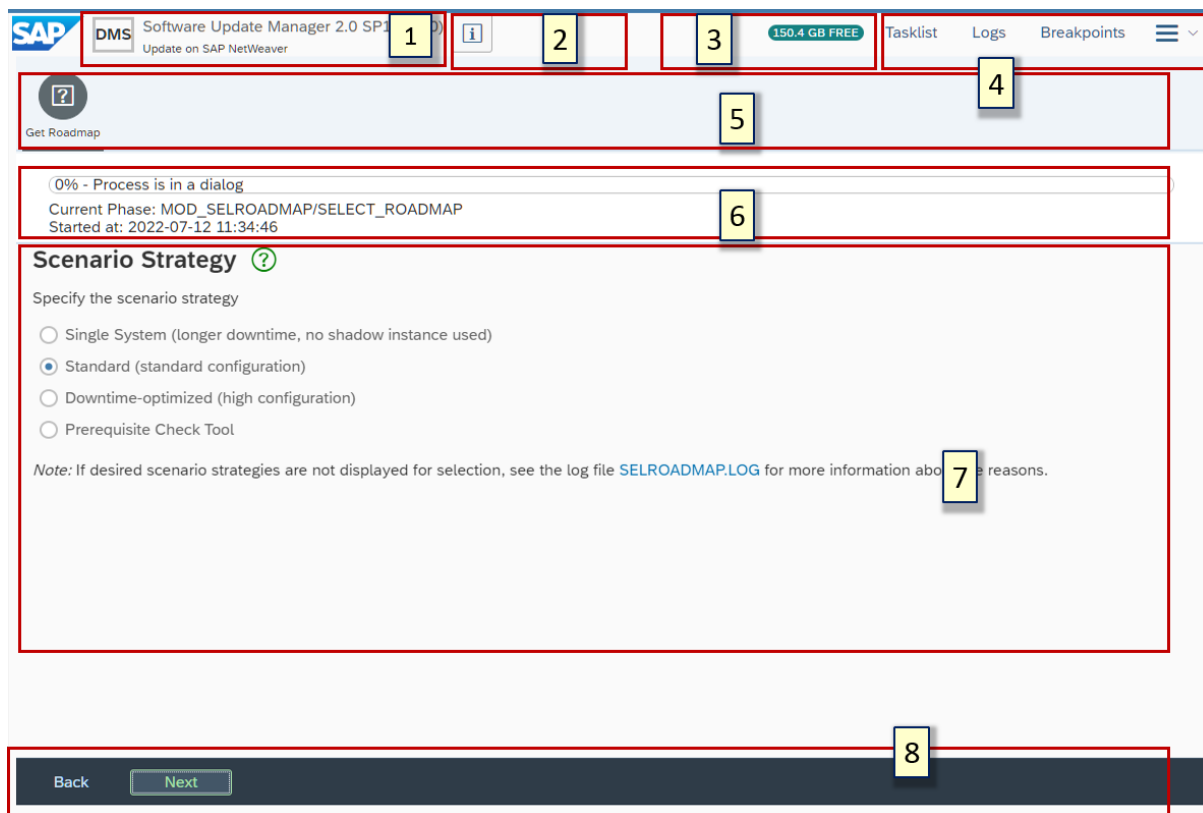 SAP
DMS
Software Update Manager 2.0 SP1 0)
Update on SAP NetWeaver
1
i
2
3
150.4 GB FREE
Tasklist
Logs
Breakpoints
4
?
Get Roadmap
5
0% - Process is in a dialog
Current Phase: MOD_SELROADMAP/SELECT_ROADMAP
Started at: 2022-07-12 11:34:46
6
Scenario Strategy ?
Specify the scenario strategy
Single System (longer downtime, no shadow instance used)
Standard (standard configuration)
Downtime-optimized (high configuration)
Prerequisite Check Tool
Note: If desired scenario strategies are not displayed for selection, see the log file SELROADMAP.LOG for more information reasons.
7
8
Back
Next